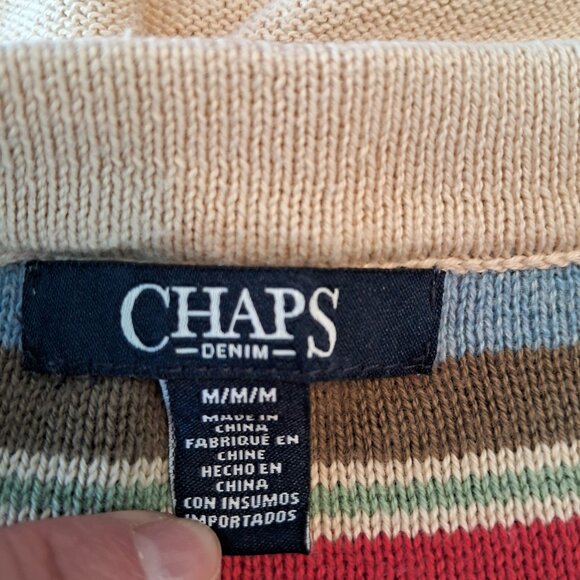 CHAPS
DENIM
M/M/M
MADE IN
CHINA
FABRIQUÉ EN
CHINE
HECHO EN
CHINA
CON INSUMOS
IMPORTADOS